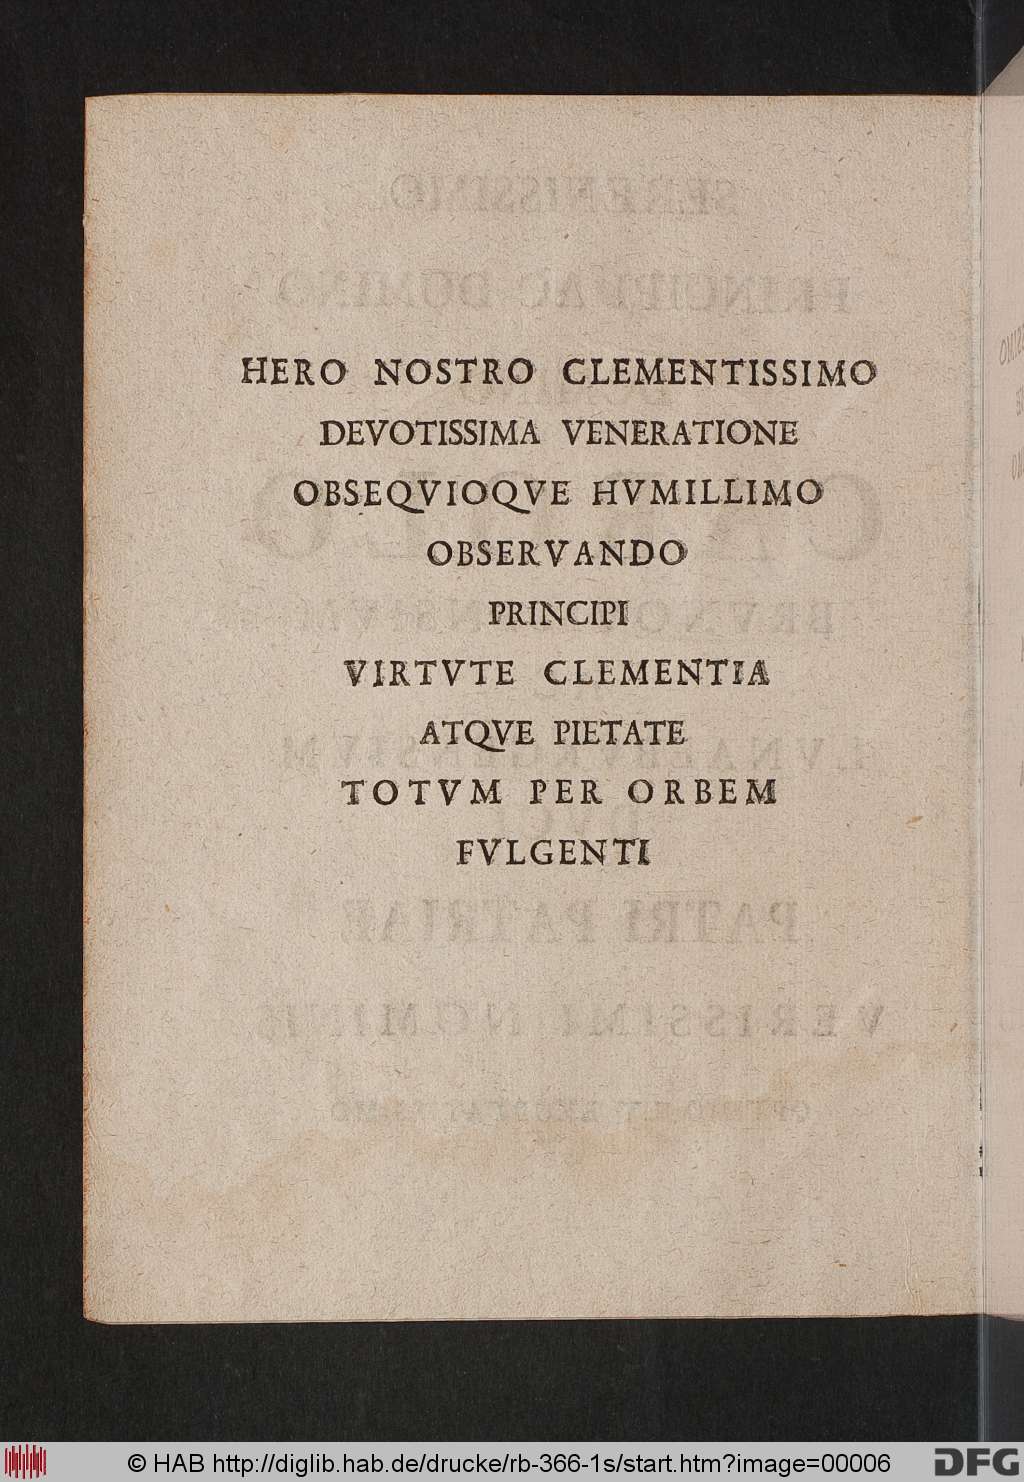 HERO NOSTRO CLEMENTISSIMO
DEVOTISSIMA VENERATIONE
OBSEQVIOQVE HVMILLIMO
OBSERVANDO
PRINCIPI
VIRTVTE CLEMENTIA
ATQVE PIETATE
TOTVM PER ORBEM
FVLGENTI
© HAB http://diglib.hab.de/drucke/rb-366-1s/start.htm?image=00006
DFG